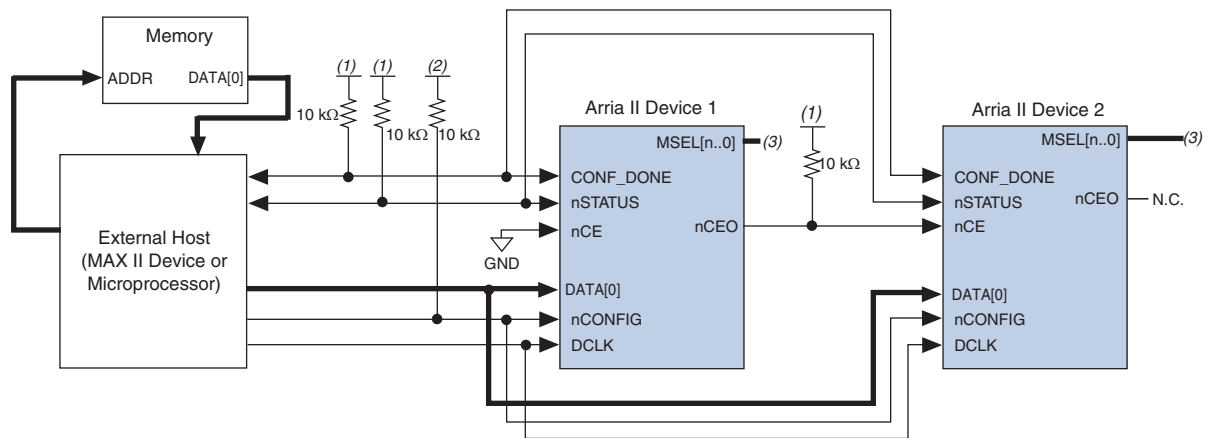 Memory
ADDR
DATA[0]
(1)
(1)
(2)
10 kΩ
10 kΩ
10 kΩ
External Host
(MAX II Device or
Microprocessor)
Arria II Device 1
MSEL[n..0]
(3)
CONF_DONE
nSTATUS
nCE
nCEO
GND
DATA[0]
nCONFIG
DCLK
(1)
10 kΩ
Arria II Device 2
MSEL[n..0]
(3)
CONF_DONE
nSTATUS
nCEO
N.C.
nCE
DATA[0]
nCONFIG
DCLK